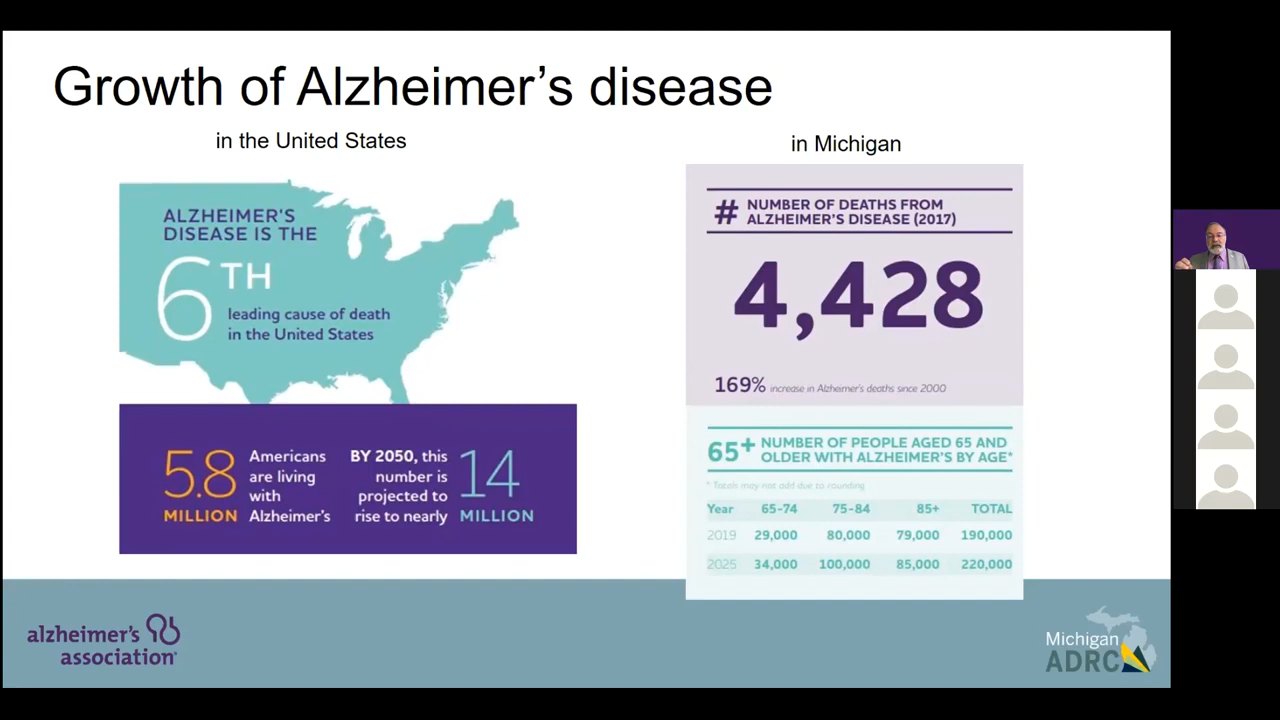 Growth of Alzheimer’s disease
in the United States
ALZHEIMER'S
DISEASE IS THE
6TH
leading cause of death
in the United States
5.8
MILLION
Americans
are living
with
Alzheimer's
BY 2050, this
number is
projected to
rise to nearly
14
MILLION
in Michigan
# NUMBER OF DEATHS FROM
ALZHEIMER'S DISEASE (2017)
4,428
169% increase in Alzheimer's deaths since 2000
65+ NUMBER OF PEOPLE AGED 65 AND
OLDER WITH ALZHEIMER'S BY AGE*
* Totals may not add due to rounding
Year 65-74 75-84 85+ TOTAL
2019 29,000 80,000 79,000 190,000
2025 34,000 100,000 85,000 220,000
alzheimer's
association®
Michigan
ADRC